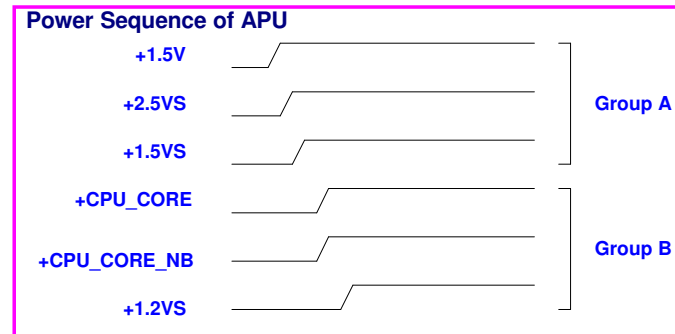 Power Sequence of APU
+1.5V
+2.5VS
Group A
+1.5VS
+CPU_CORE
+CPU_CORE_NB
Group B
+1.2VS